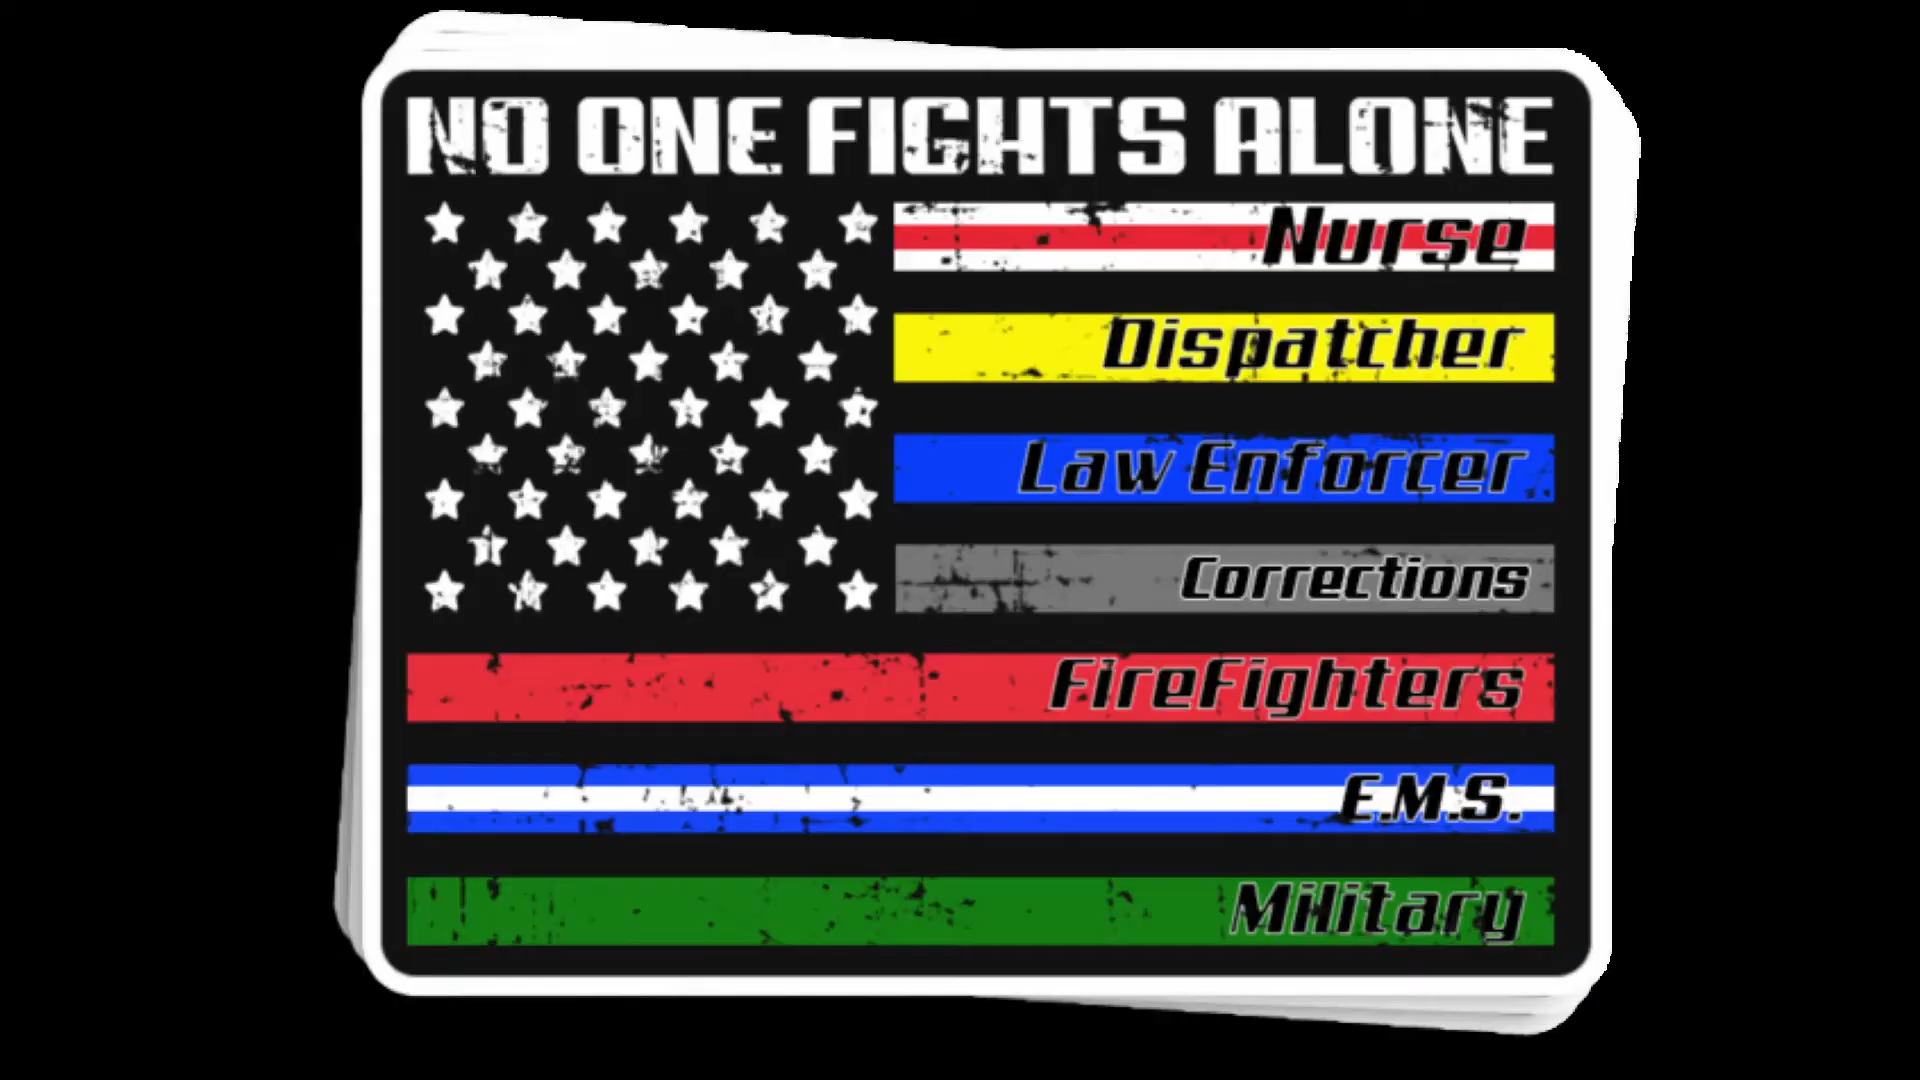 NO ONE FIGHTS ALONE
Nurse
Dispatcher
Law Enforcer
Corrections
FireFighters
E.M.S.
Military